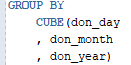 GROUP BY
CUBE(don_day
, don_month
, don_year)